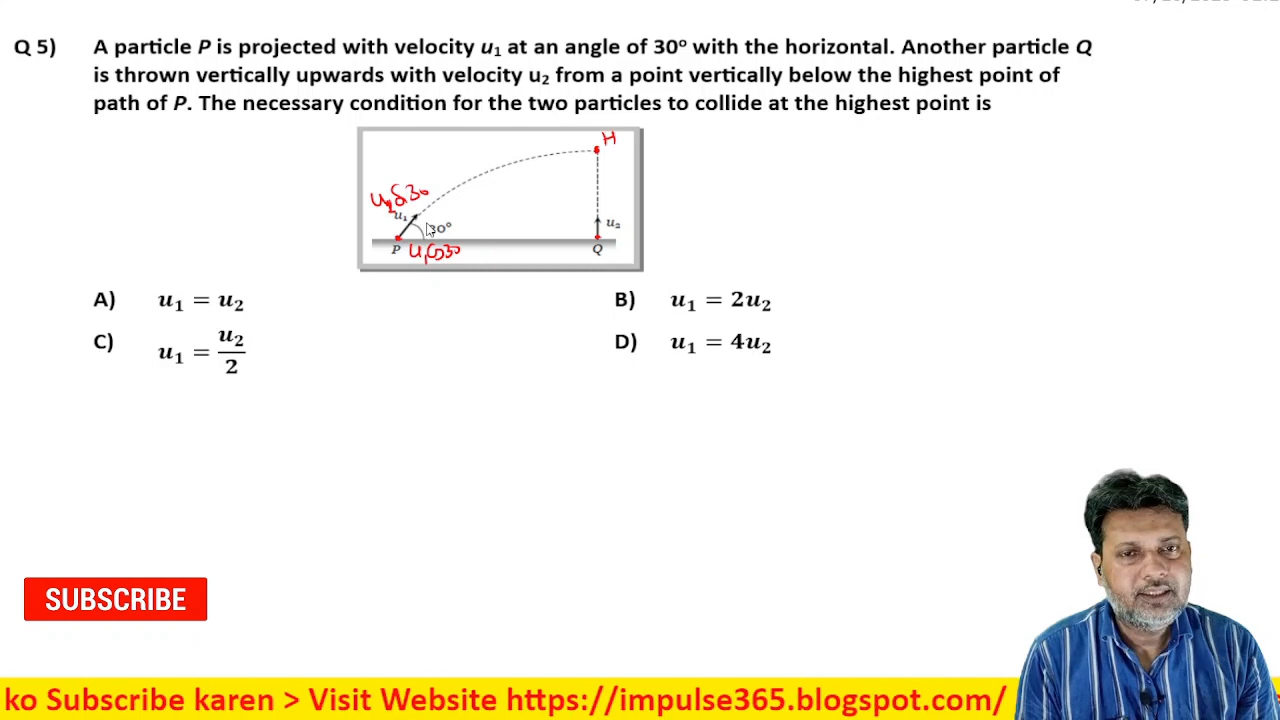 Q 5) A particle P is projected with velocity u₁ at an angle of 30° with the horizontal. Another particle Q
is thrown vertically upwards with velocity u₂ from a point vertically below the highest point of
path of P. The necessary condition for the two particles to collide at the highest point is
H
u₁
30°
u₂
P
u₁cos30
Q
A) u₁ = u₂ B) u₁ = 2u₂
C) u₁ = u₂/2 D) u₁ = 4u₂
SUBSCRIBE
ko Subscribe karen > Visit Website https://impulse365.blogspot.com/